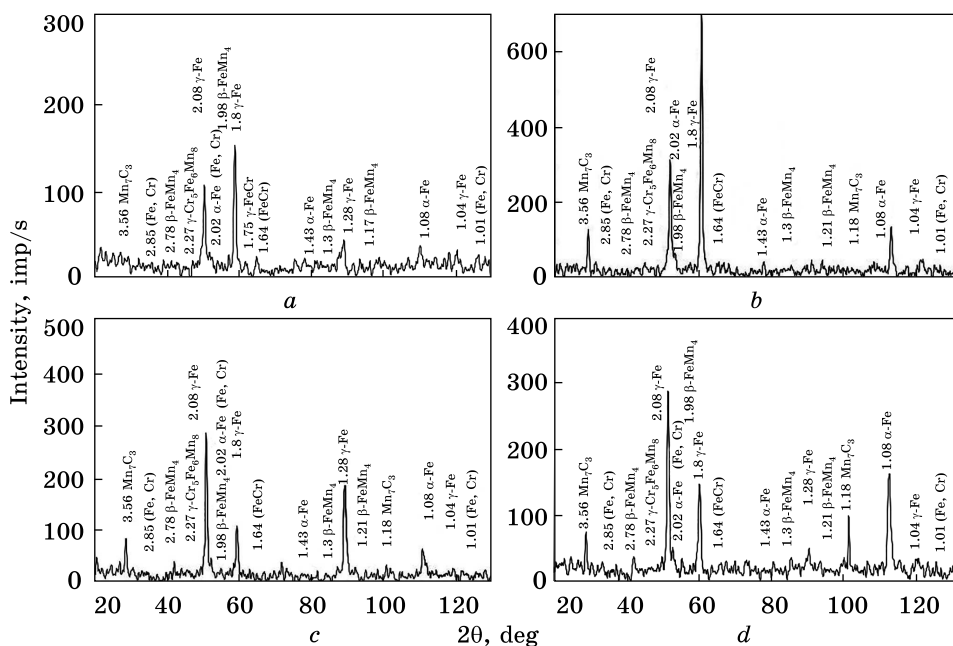 Intensity, imp/s
300
200
100
0
3.56 Mn₇C₃
2.85 (Fe, Cr)
2.78 β-FeMn₄
2.27 γ-Cr₅Fe₆Mn₈
2.08 γ-Fe
2.02 α-Fe (Fe, Cr)
1.98 β-FeMn₄
1.8 γ-Fe
1.75 γ-FeCr
1.64 (FeCr)
1.43 α-Fe
1.3 β-FeMn₄
1.28 γ-Fe
1.17 β-FeMn₄
1.08 α-Fe
1.04 γ-Fe
1.01 (Fe, Cr)
a
600
400
200
0
3.56 Mn₇C₃
2.85 (Fe, Cr)
2.78 β-FeMn₄
2.27 γ-Cr₅Fe₆Mn₈
2.08 γ-Fe
1.98 β-FeMn₄
2.02 α-Fe
1.8 γ-Fe
1.64 (FeCr)
1.43 α-Fe
1.3 β-FeMn₄
1.21 β-FeMn₄
1.18 Mn₇C₃
1.08 α-Fe
1.04 γ-Fe
1.01 (Fe, Cr)
b
500
400
300
200
100
0
3.56 Mn₇C₃
2.85 (Fe, Cr)
2.78 β-FeMn₄
2.27 γ-Cr₅Fe₆Mn₈
2.08 γ-Fe
1.98 β-FeMn₄ 2.02 α-Fe (Fe, Cr)
1.8 γ-Fe
1.64 (FeCr)
1.43 α-Fe
1.3 β-FeMn₄
1.28 γ-Fe
1.21 β-FeMn₄
1.18 Mn₇C₃
1.08 α-Fe
1.04 γ-Fe
1.01 (Fe, Cr)
20 40 60 80 100 120
c
400
300
200
100
0
3.56 Mn₇C₃
2.85 (Fe, Cr)
2.78 β-FeMn₄
2.27 γ-Cr₅Fe₆Mn₈
2.08 γ-Fe
2.02 α-Fe (Fe, Cr)
1.98 β-FeMn₄
1.8 γ-Fe
1.64 (FeCr)
1.43 α-Fe
1.3 β-FeMn₄
1.28 γ-Fe
1.21 β-FeMn₄
1.18 Mn₇C₃
1.08 α-Fe
1.04 γ-Fe
1.01 (Fe, Cr)
20 40 60 80 100 120
d
2θ, deg